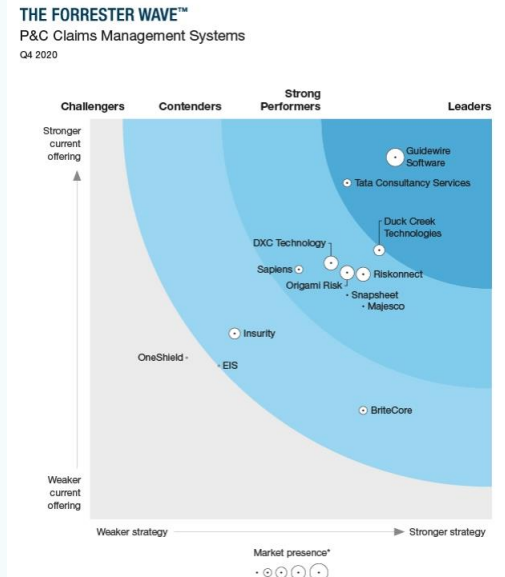 THE FORRESTER WAVE™
P&C Claims Management Systems
Q4 2020
Challengers
Contenders
Strong
Performers
Leaders
Stronger
current
offering
Guidewire
Software
Tata Consultancy Services
Duck Creek
Technologies
DXC Technology
Sapiens
Riskonnect
Origami Risk
Snapsheet
Majesco
Insurity
OneShield
EIS
BriteCore
Weaker
current
offering
Weaker strategy
Stronger strategy
Market presence*